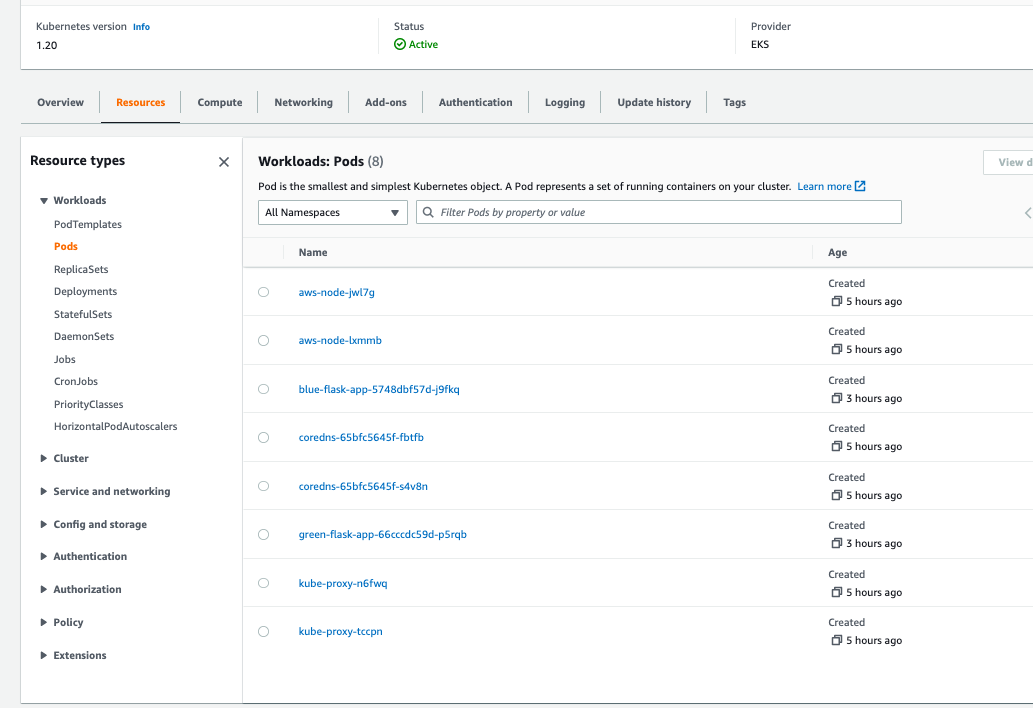 Kubernetes version Info
1.20
Status
Active
Provider
EKS
Overview
Resources
Compute
Networking
Add-ons
Authentication
Logging
Update history
Tags
Resource types
Workloads
PodTemplates
Pods
ReplicaSets
Deployments
StatefulSets
DaemonSets
Jobs
CronJobs
PriorityClasses
HorizontalPodAutoscalers
Cluster
Service and networking
Config and storage
Authentication
Authorization
Policy
Extensions
Workloads: Pods (8)
View d
Pod is the smallest and simplest Kubernetes object. A Pod represents a set of running containers on your cluster. Learn more
All Namespaces
Filter Pods by property or value
Name
Age
aws-node-jwl7g
Created
5 hours ago
aws-node-lxmmb
Created
5 hours ago
blue-flask-app-5748dbf57d-j9fkq
Created
3 hours ago
coredns-65bfc5645f-fbtfb
Created
5 hours ago
coredns-65bfc5645f-s4v8n
Created
5 hours ago
green-flask-app-66cccdc59d-p5rqb
Created
3 hours ago
kube-proxy-n6fwq
Created
5 hours ago
kube-proxy-tccpn
Created
5 hours ago